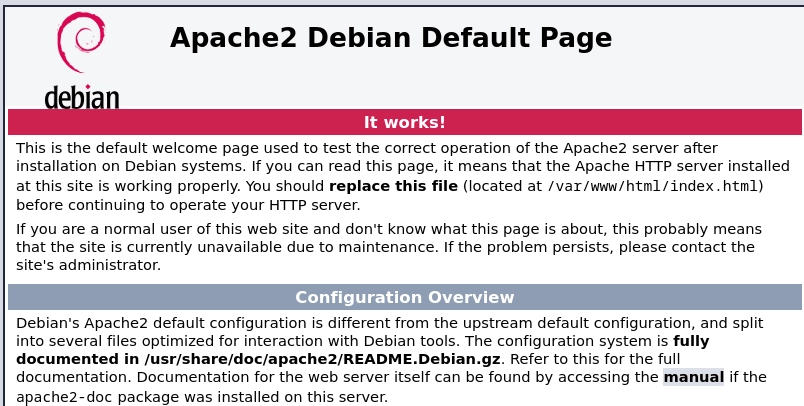 debian
Apache2 Debian Default Page
It works!
This is the default welcome page used to test the correct operation of the Apache2 server after
installation on Debian systems. If you can read this page, it means that the Apache HTTP server installed
at this site is working properly. You should replace this file (located at /var/www/html/index.html)
before continuing to operate your HTTP server.
If you are a normal user of this web site and don't know what this page is about, this probably means
that the site is currently unavailable due to maintenance. If the problem persists, please contact the
site's administrator.
Configuration Overview
Debian's Apache2 default configuration is different from the upstream default configuration, and split
into several files optimized for interaction with Debian tools. The configuration system is fully
documented in /usr/share/doc/apache2/README.Debian.gz. Refer to this for the full
documentation. Documentation for the web server itself can be found by accessing the manual if the
apache2-doc package was installed on this server.